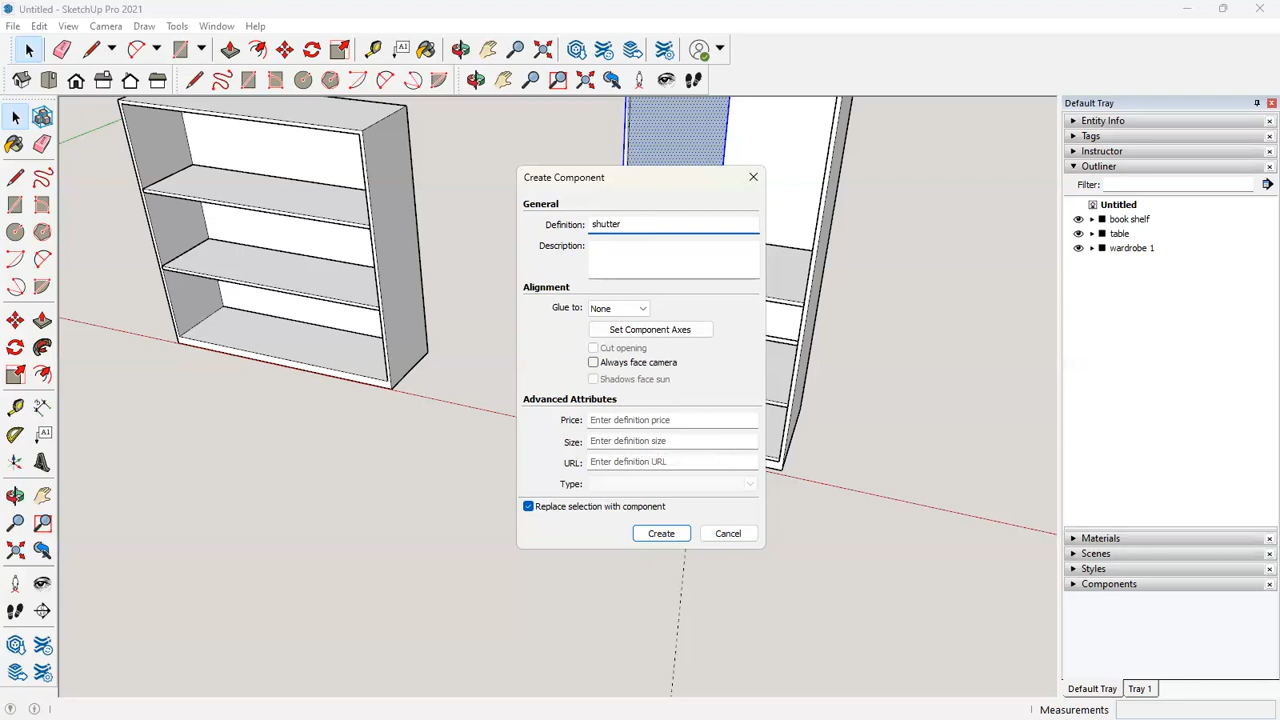 Untitled - SketchUp Pro 2021
File Edit View Camera Draw Tools Window Help
A1
Default Tray
Entity Info
Tags
Instructor
Outliner
Filter:
Untitled
book shelf
table
wardrobe 1
Create Component
General
Definition: shutter
Description:
Alignment
Glue to: None
Set Component Axes
Cut opening
Always face camera
Shadows face sun
Advanced Attributes
Price: Enter definition price
Size: Enter definition size
URL: Enter definition URL
Type:
Replace selection with component
Create Cancel
A1
Materials
Scenes
Styles
Components
Default Tray Tray 1
Measurements